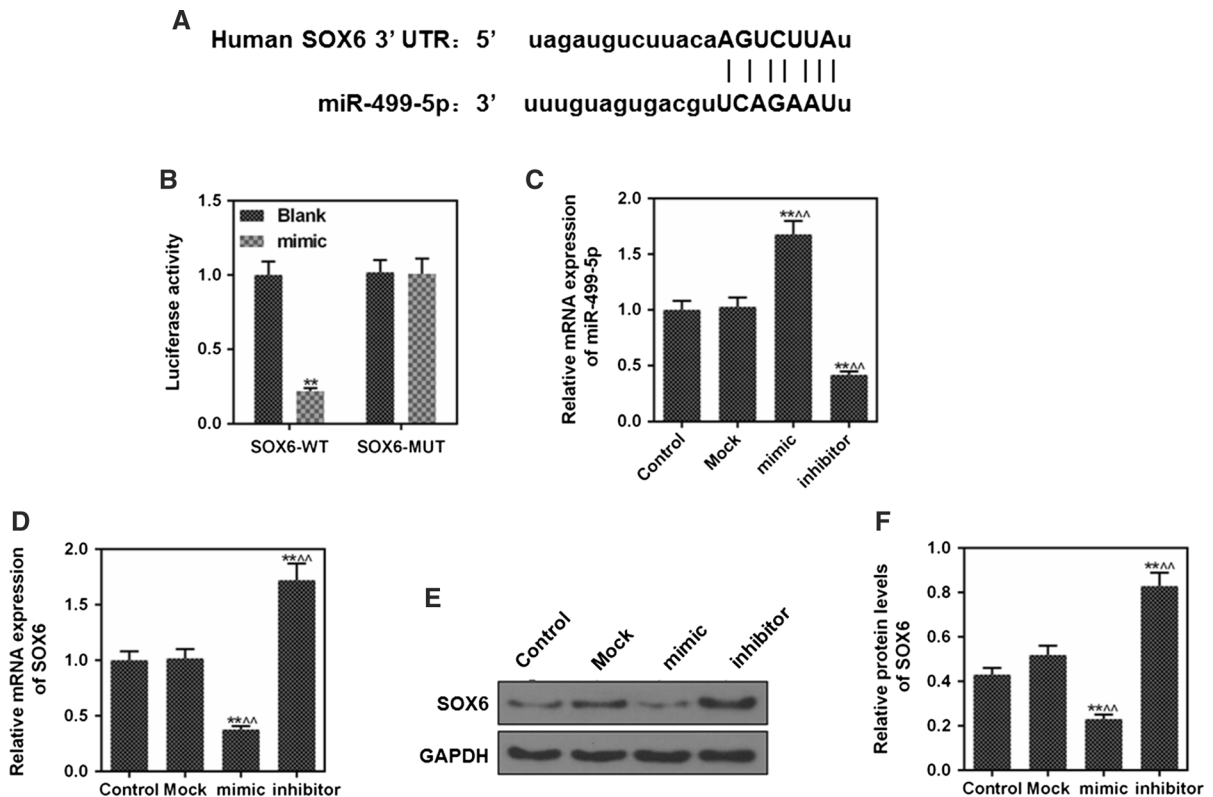 A
Human SOX6 3’ UTR: 5’ uagaugucuuacaAGUCUUAu
miR-499-5p: 3’ uuuguagugacguUCAGAAUu
B
Luciferase activity
1.5
1.0
0.5
0.0
Blank
mimic
**
SOX6-WT SOX6-MUT
C
Relative mRNA expression
of miR-499-5p
2.0
1.5
1.0
0.5
0.0
**^^
**^^
Control Mock mimic inhibitor
D
Relative mRNA expression
of SOX6
2.0
1.5
1.0
0.5
0.0
**^^
**^^
Control Mock mimic inhibitor
E
Control Mock mimic inhibitor
SOX6
GAPDH
F
Relative protein levels
of SOX6
1.0
0.8
0.6
0.4
0.2
0.0
**^^
**^^
Control Mock mimic inhibitor